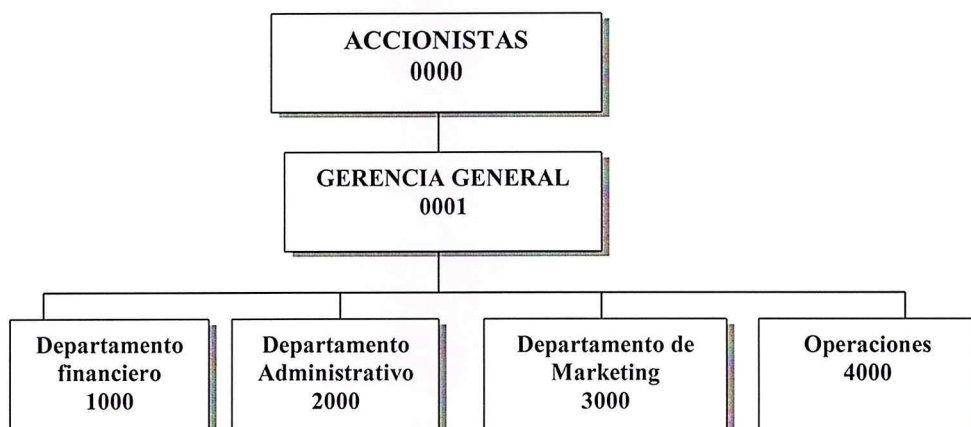 ACCIONISTAS
0000
GERENCIA GENERAL
0001
Departamento
financiero
1000
Departamento
Administrativo
2000
Departamento de
Marketing
3000
Operaciones
4000